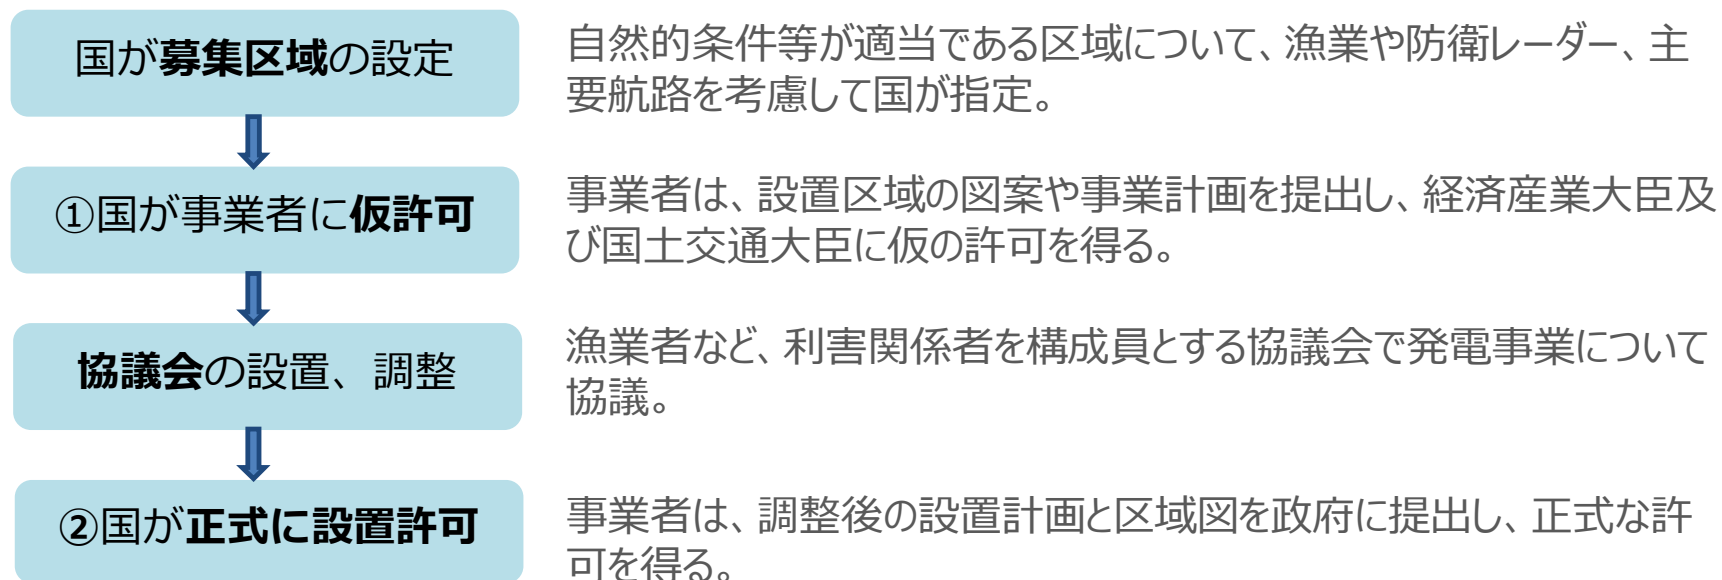 国が募集区域の設定
自然的条件等が適当である区域について、漁業や防衛レーダー、主
要航路を考慮して国が指定。
①国が事業者に仮許可
事業者は、設置区域の図案や事業計画を提出し、経済産業大臣及
び国土交通大臣に仮の許可を得る。
協議会の設置、調整
漁業者など、利害関係者を構成員とする協議会で発電事業について
協議。
②国が正式に設置許可
事業者は、調整後の設置計画と区域図を政府に提出し、正式な許
可を得る。